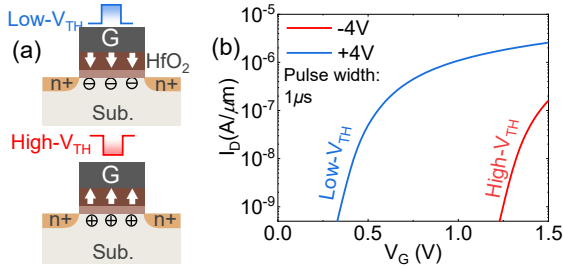 (a)
Low-V_TH
G
HfO₂
n+ ⊖ ⊖ ⊖ n+
Sub.
High-V_TH
G
n+ ⊕ ⊕ ⊕ n+
Sub.
(b)
10⁻⁵
10⁻⁶
10⁻⁷
10⁻⁸
10⁻⁹
I_D(A/μm)
-4V
+4V
Pulse width:
1μs
Low-V_TH
High-V_TH
0.0 0.5 1.0 1.5
V_G (V)